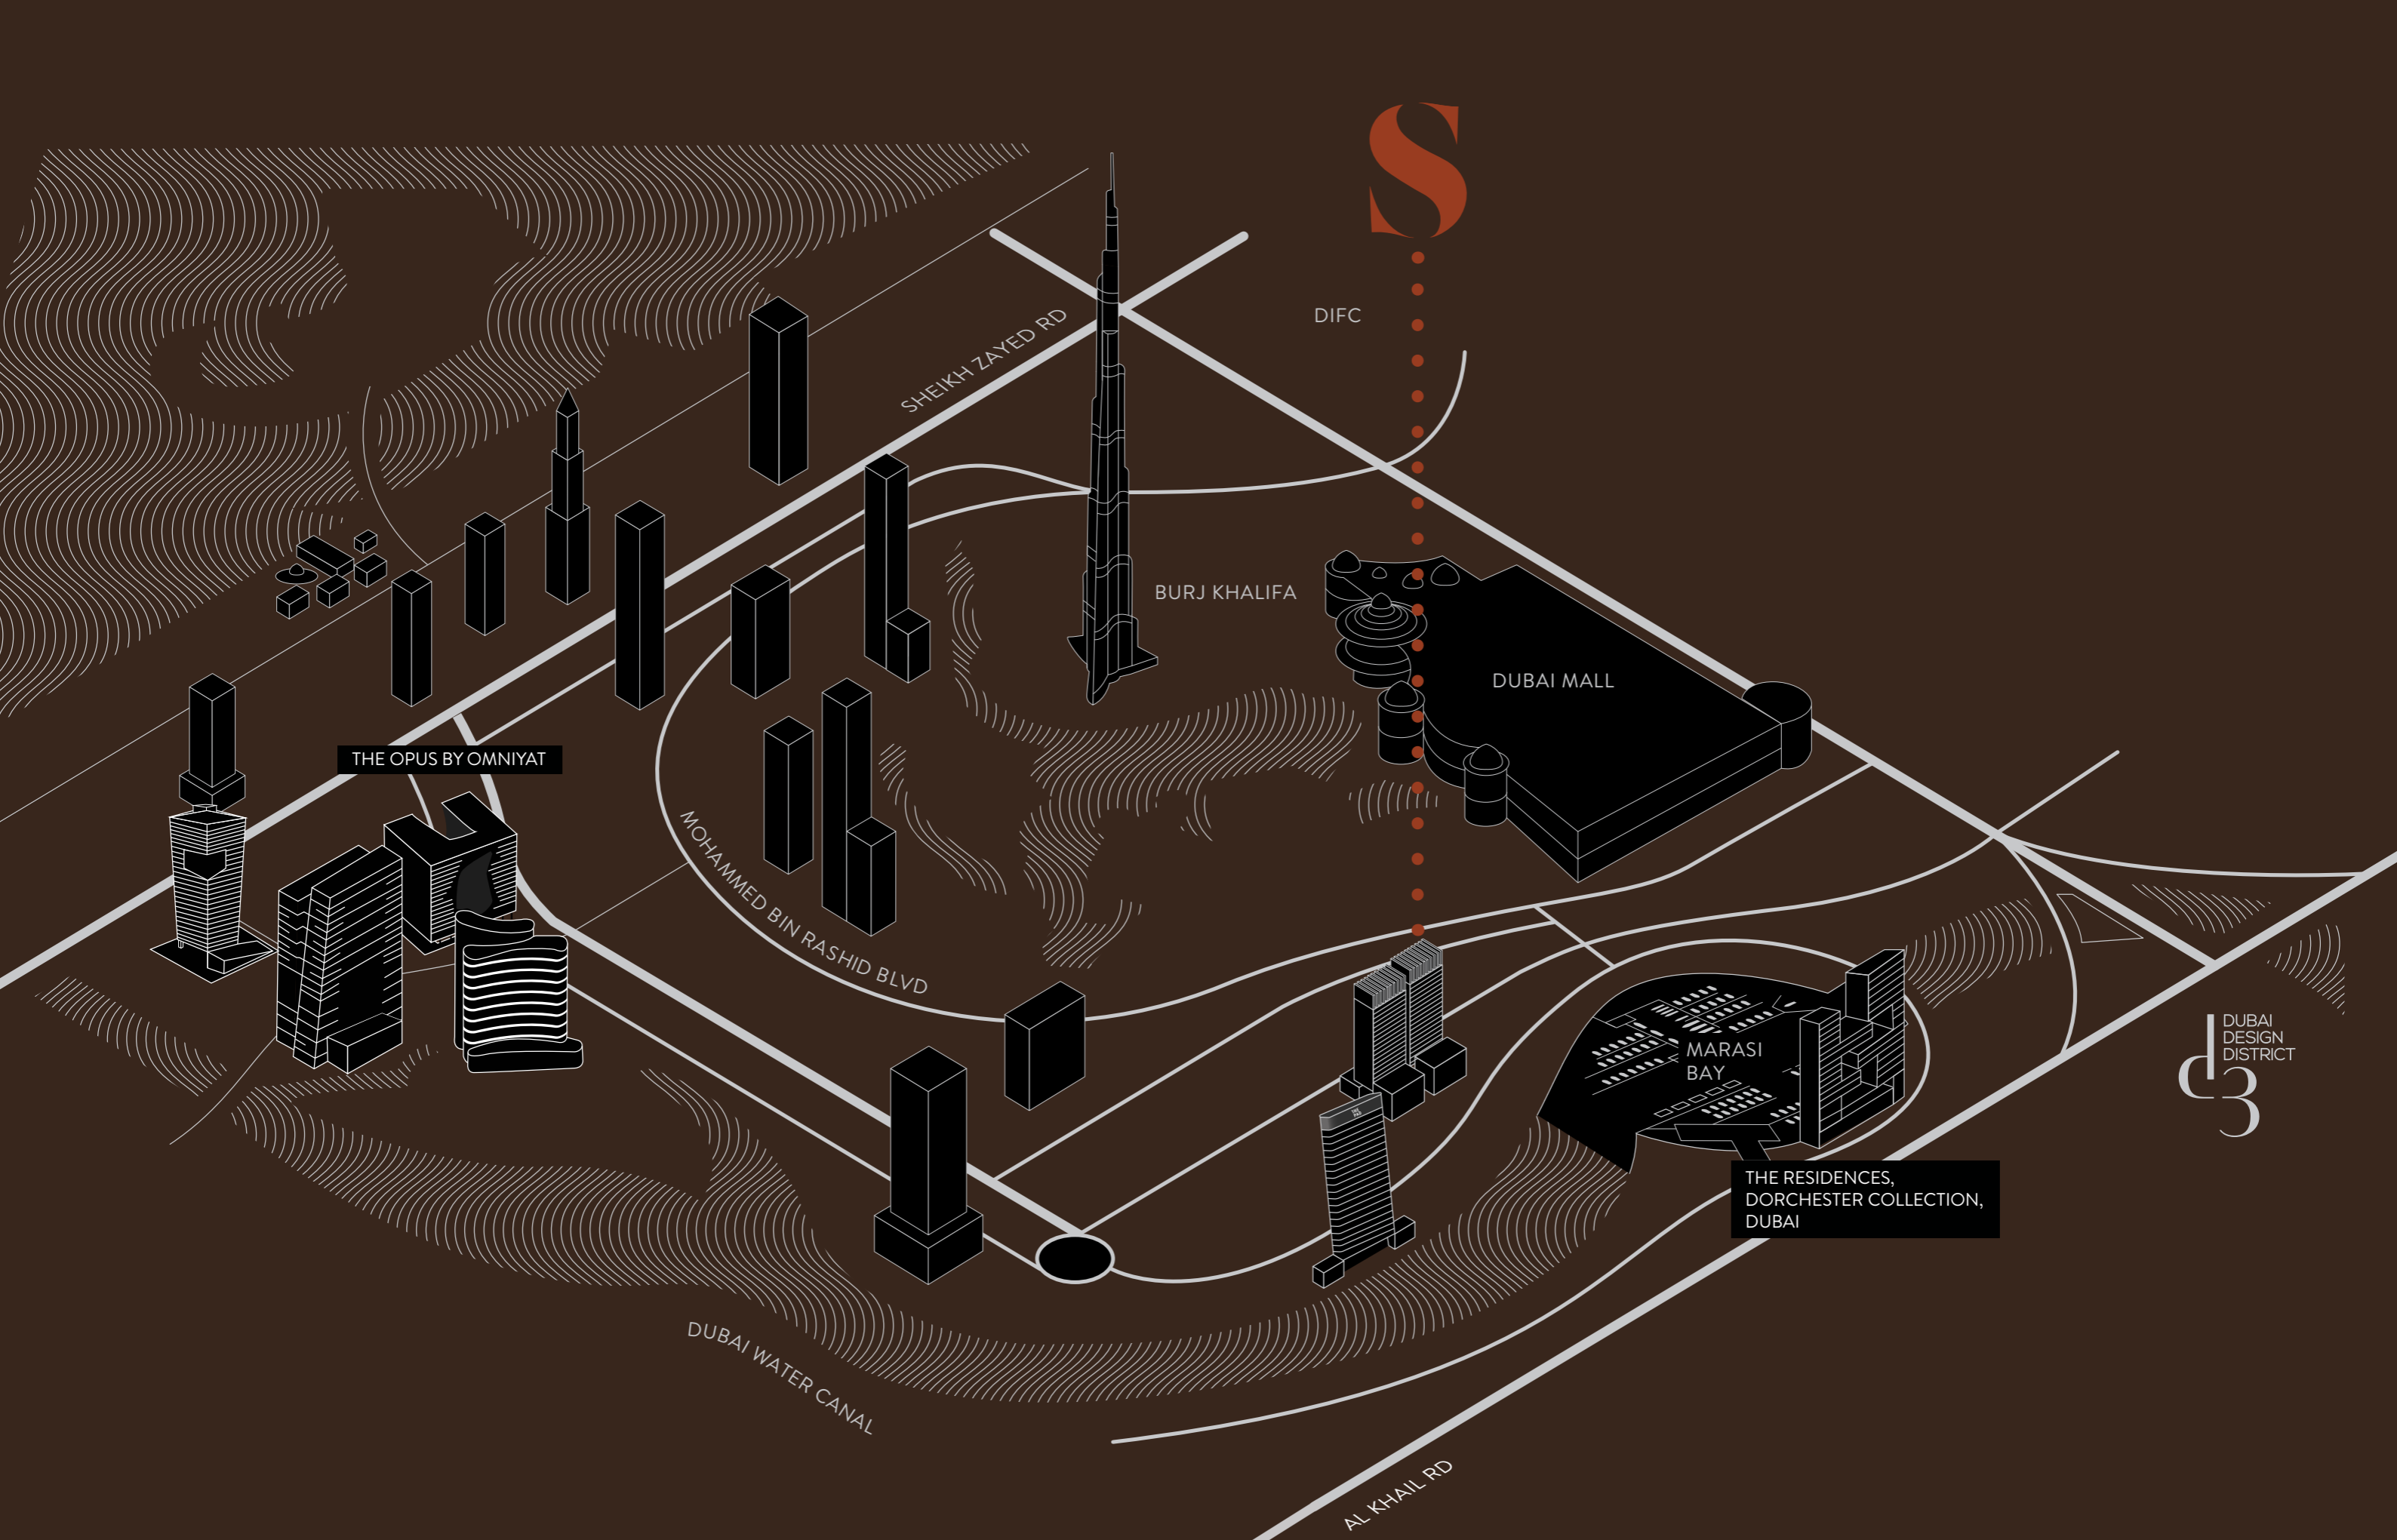 S
DIFC
SHEIKH ZAYED RD
BURJ KHALIFA
DUBAI MALL
THE OPUS BY OMNIYAT
MOHAMMED BIN RASHID BLVD
MARASI
BAY
DUBAI
DESIGN
DISTRICT
d3
THE RESIDENCES,
DORCHESTER COLLECTION,
DUBAI
DUBAI WATER CANAL
AL KHAIL RD